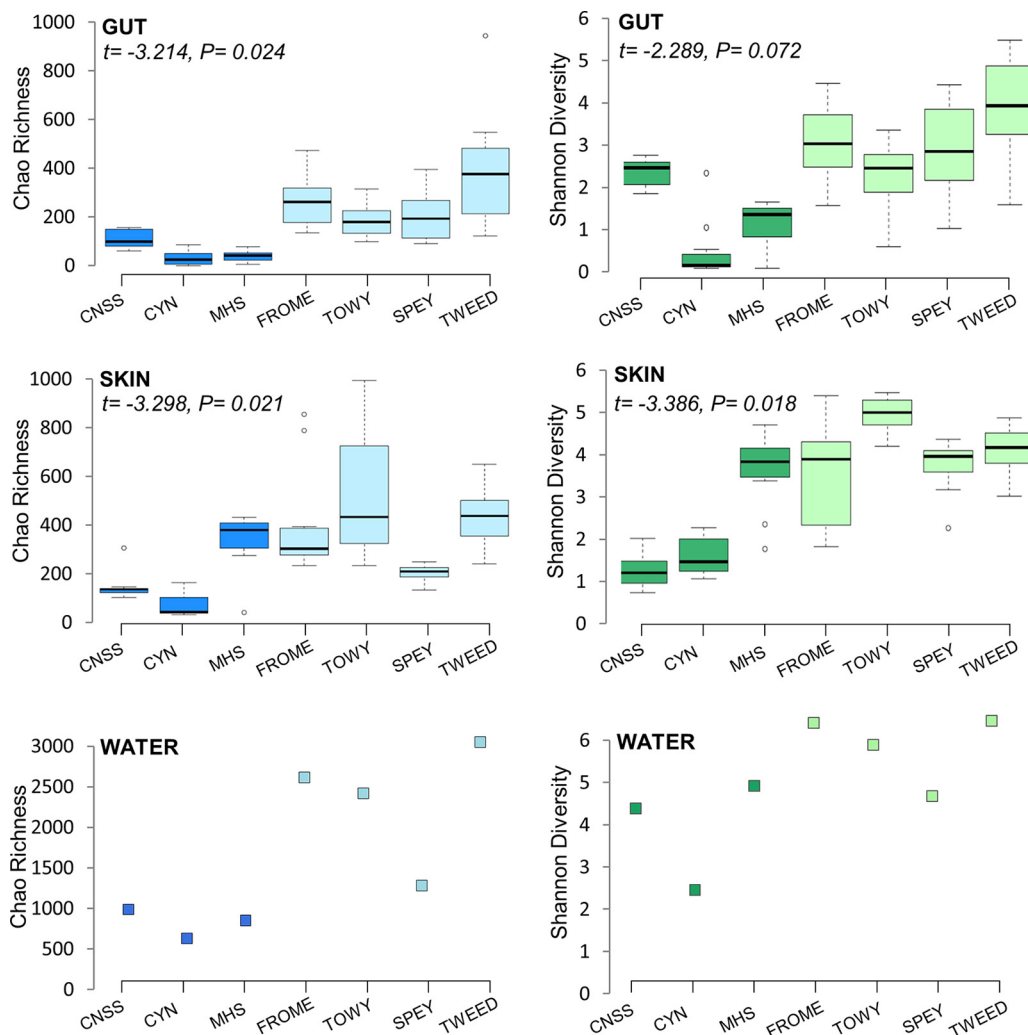 GUT
t= -3.214, P= 0.024
Chao Richness
1000
800
600
400
200
0
CNSS CYN MHS FROME TOWY SPEY TWEED
GUT
t= -2.289, P= 0.072
Shannon Diversity
6
5
4
3
2
1
0
CNSS CYN MHS FROME TOWY SPEY TWEED
SKIN
t= -3.298, P= 0.021
Chao Richness
1000
800
600
400
200
0
CNSS CYN MHS FROME TOWY SPEY TWEED
SKIN
t= -3.386, P= 0.018
Shannon Diversity
6
5
4
3
2
1
0
CNSS CYN MHS FROME TOWY SPEY TWEED
WATER
Chao Richness
3000
2500
2000
1500
1000
500
0
CNSS CYN MHS FROME TOWY SPEY TWEED
WATER
Shannon Diversity
6
5
4
3
2
1
0
CNSS CYN MHS FROME TOWY SPEY TWEED